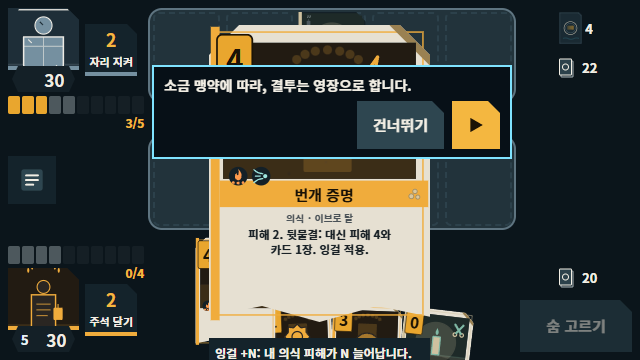 4
2
자리 지켜
30
4
22
소금 맹약에 따라, 결투는 영장으로 합니다.
건너뛰기
3/5
번개 증명
의식 · 이브로 탈
피해 2. 뒷물결: 대신 피해 4와
카드 1장. 잉걸 적용.
0/4
2
주석 달기
5 30
20
숨 고르기
3
0
잉걸 +N: 내 의식 피해가 N 늘어납니다.